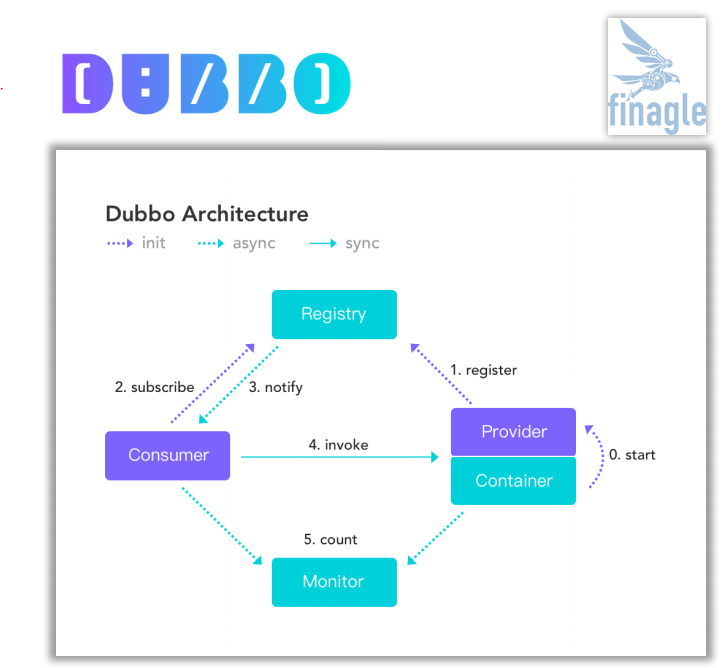 DUBBO
finagle
Dubbo Architecture
init async sync
Registry
1. register
2. subscribe
3. notify
Provider
4. invoke
Consumer
0. start
Container
5. count
Monitor